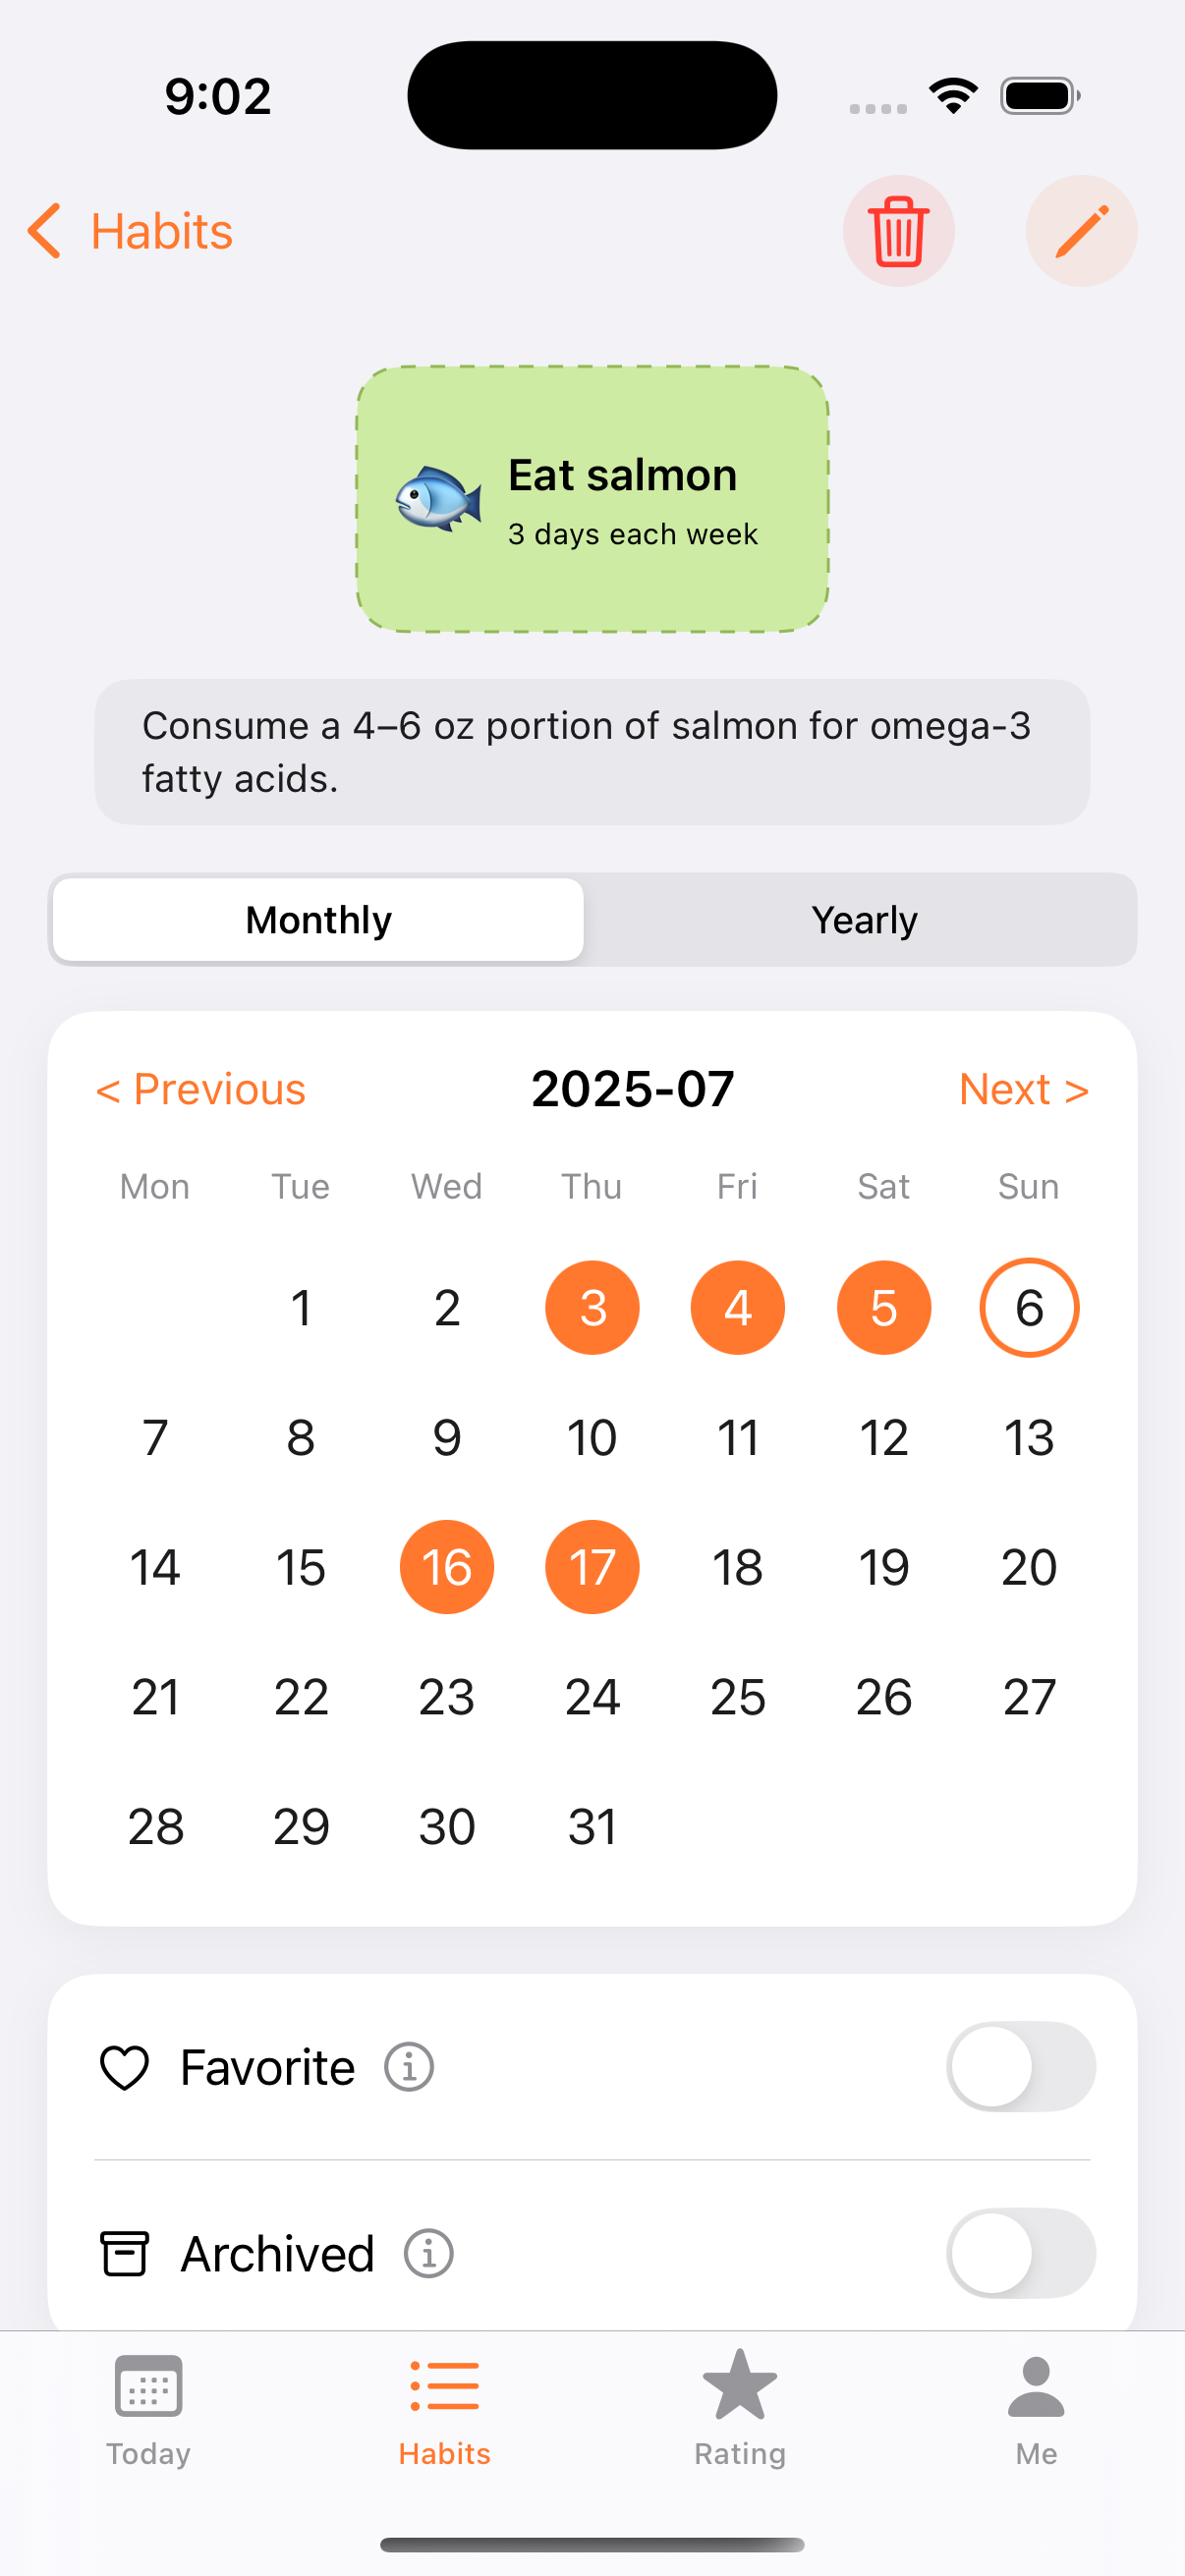 9:02
Habits
Eat salmon
3 days each week
Consume a 4–6 oz portion of salmon for omega-3
fatty acids.
Monthly Yearly
< Previous 2025-07 Next >
Mon Tue Wed Thu Fri Sat Sun
1 2 3 4 5 6
7 8 9 10 11 12 13
14 15 16 17 18 19 20
21 22 23 24 25 26 27
28 29 30 31
Favorite
Archived
Today Habits Rating Me